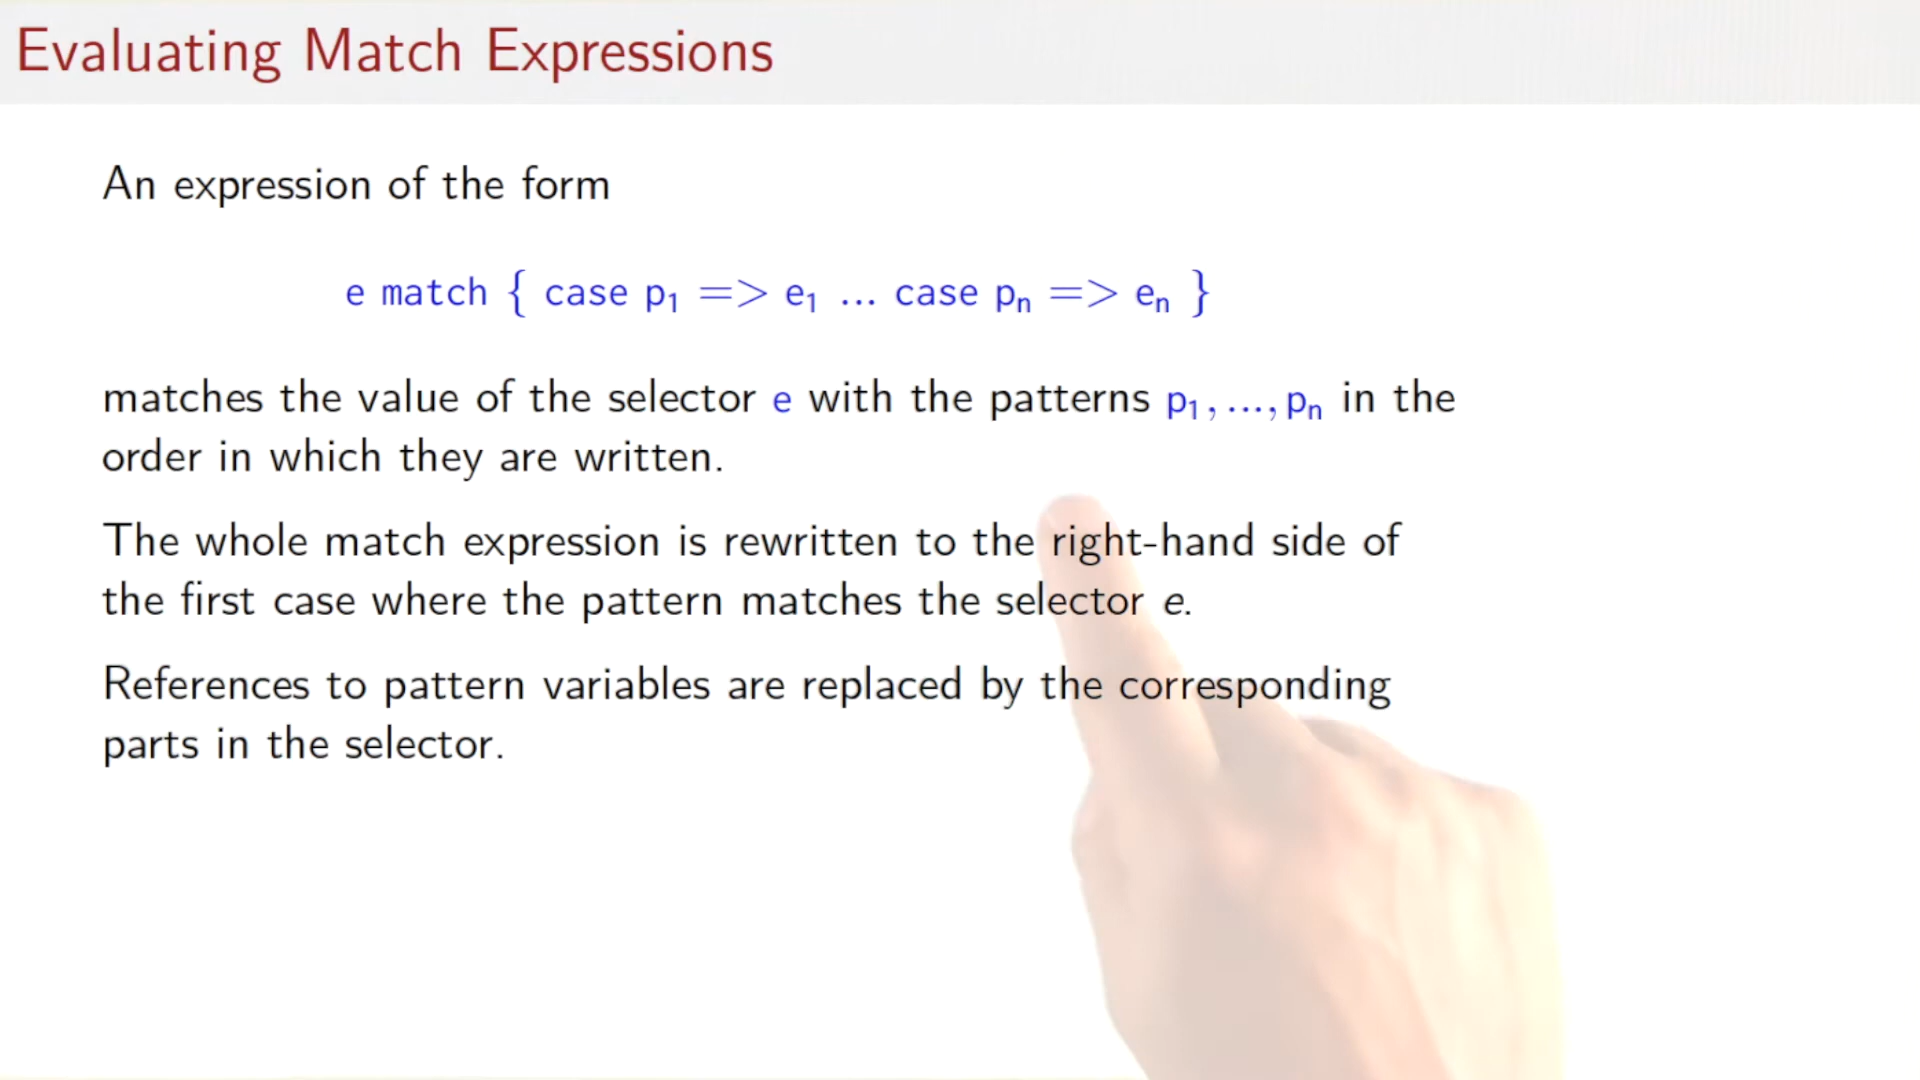 Evaluating Match Expressions
An expression of the form
e match { case p₁ => e₁ ... case pₙ => eₙ }
matches the value of the selector e with the patterns p₁, ..., pₙ in the
order in which they are written.
The whole match expression is rewritten to the right-hand side of
the first case where the pattern matches the selector e.
References to pattern variables are replaced by the corresponding
parts in the selector.